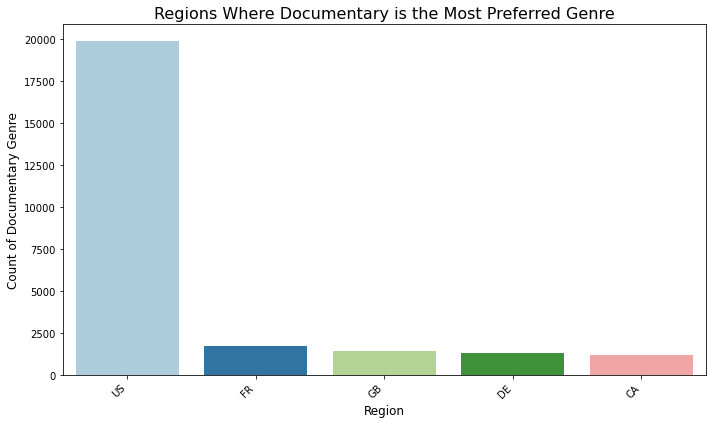 Regions Where Documentary is the Most Preferred Genre
Count of Documentary Genre
20000
17500
15000
12500
10000
7500
5000
2500
0
US
FR
GB
DE
CA
Region